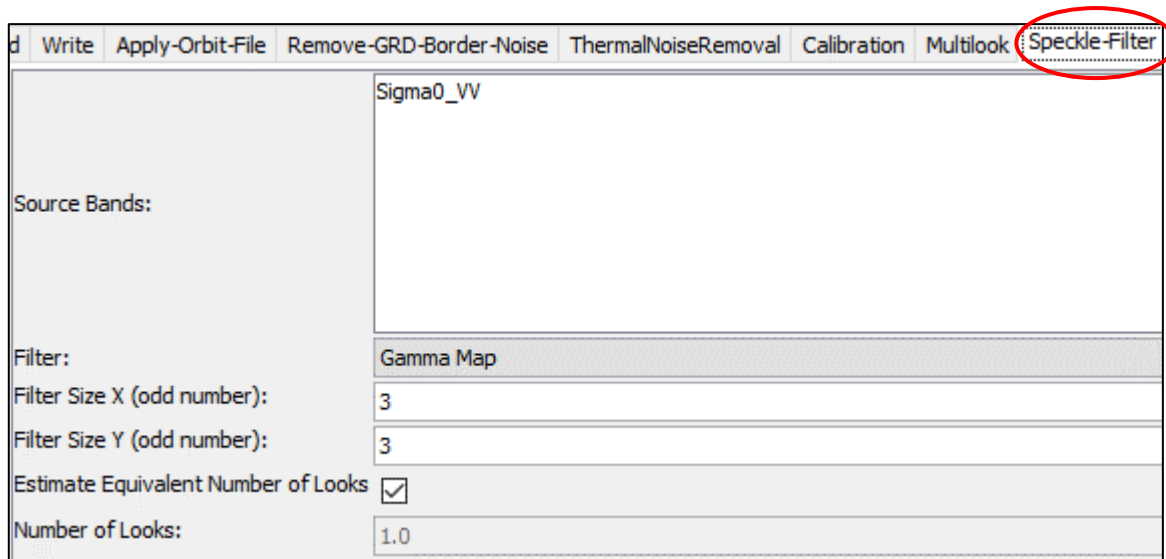 d Write Apply-Orbit-File Remove-GRD-Border-Noise ThermalNoiseRemoval Calibration Multilook Speckle-Filter
Sigma0_VV
Source Bands:
Filter: Gamma Map
Filter Size X (odd number): 3
Filter Size Y (odd number): 3
Estimate Equivalent Number of Looks
Number of Looks: 1.0